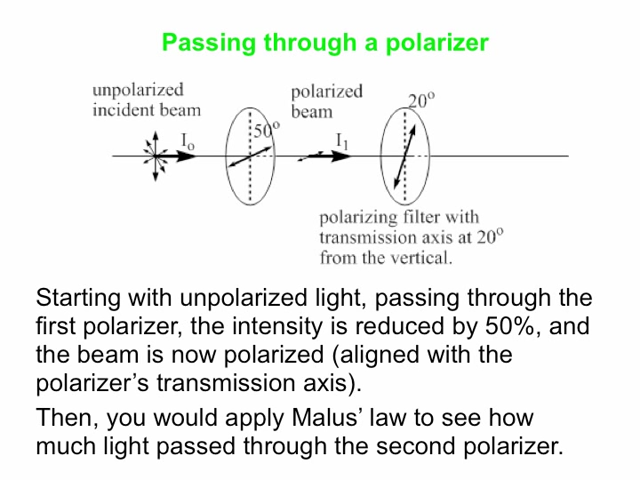 Passing through a polarizer
unpolarized
incident beam
polarized
beam
20°
50°
Io
I1
polarizing filter with
transmission axis at 20°
from the vertical.
Starting with unpolarized light, passing through the
first polarizer, the intensity is reduced by 50%, and
the beam is now polarized (aligned with the
polarizer’s transmission axis).
Then, you would apply Malus’ law to see how
much light passed through the second polarizer.